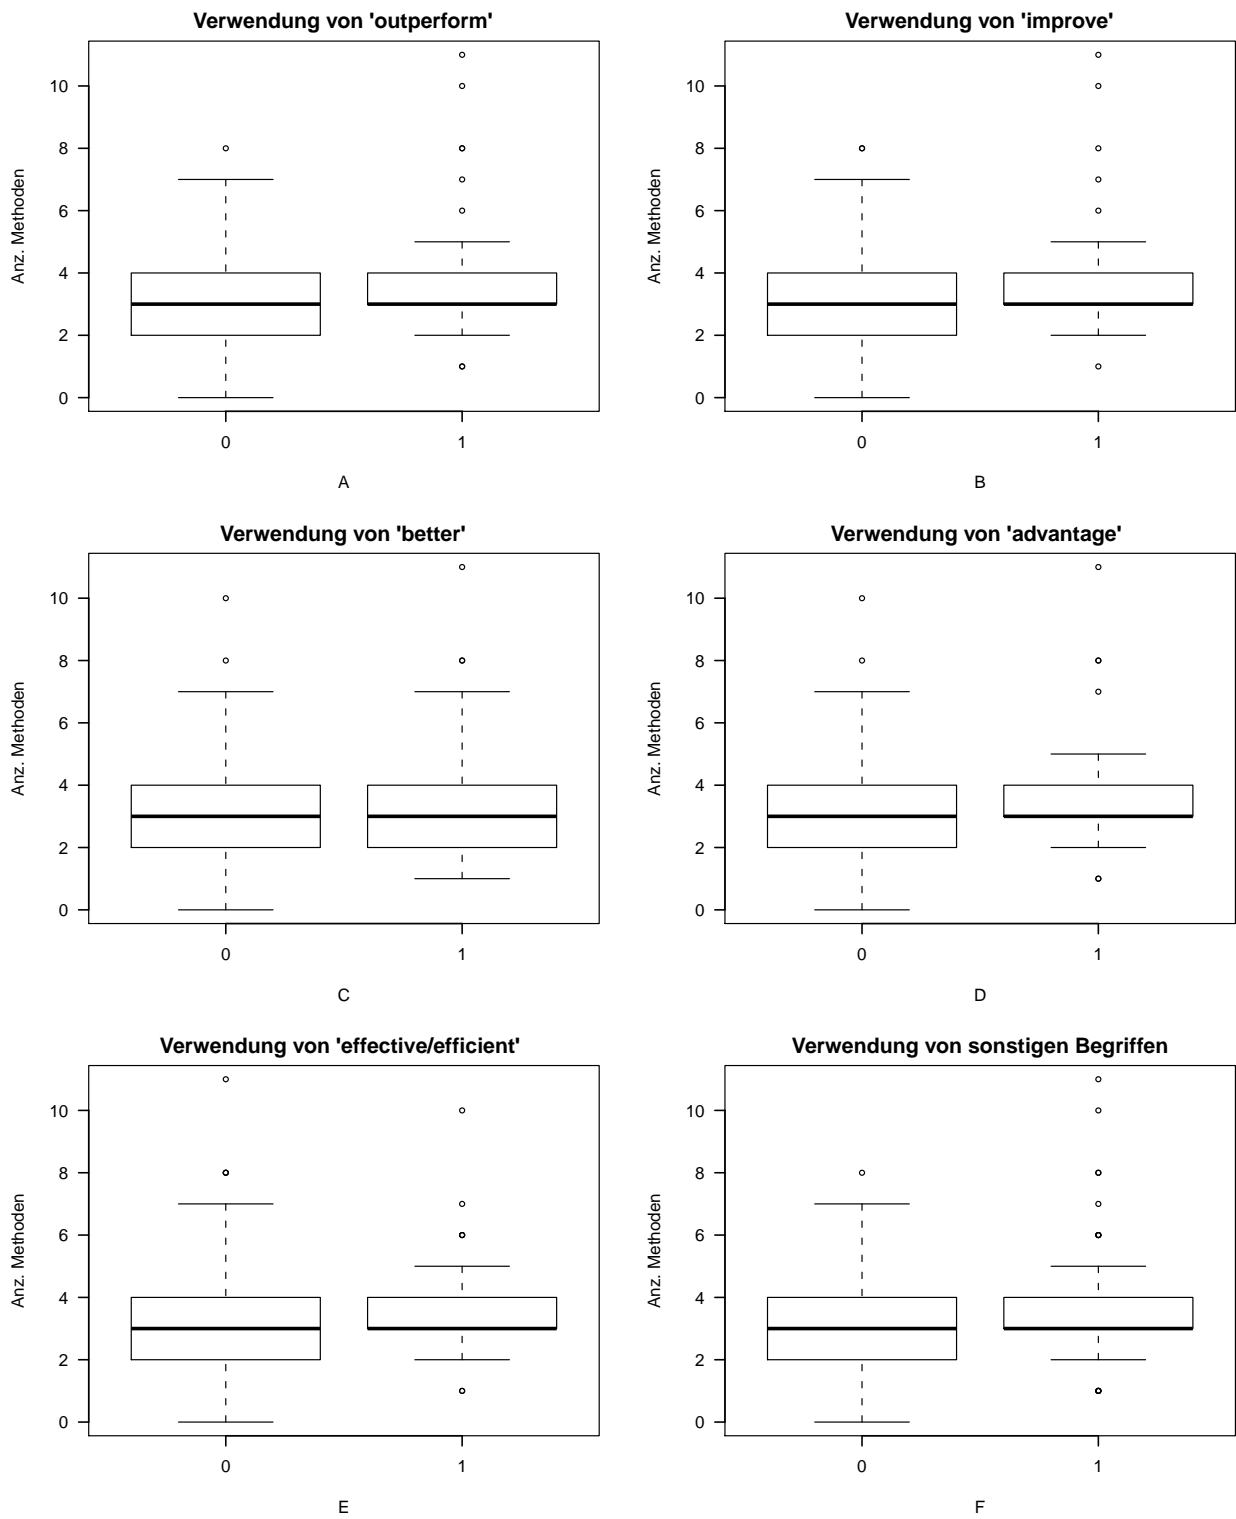 Verwendung von 'outperform'
Anz. Methoden
10
8
6
4
2
0
0 1
A
Verwendung von 'improve'
Anz. Methoden
10
8
6
4
2
0
0 1
B
Verwendung von 'better'
Anz. Methoden
10
8
6
4
2
0
0 1
C
Verwendung von 'advantage'
Anz. Methoden
10
8
6
4
2
0
0 1
D
Verwendung von 'effective/efficient'
Anz. Methoden
10
8
6
4
2
0
0 1
E
Verwendung von sonstigen Begriffen
Anz. Methoden
10
8
6
4
2
0
0 1
F